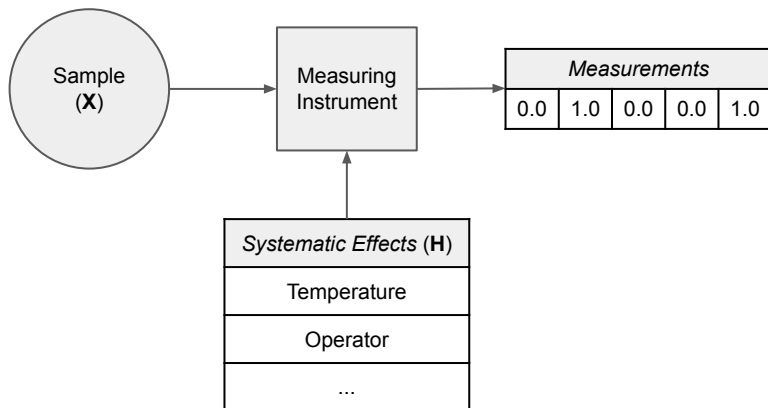 Sample
(X)
Measuring
Instrument
Measurements
0.0 1.0 0.0 0.0 1.0
Systematic Effects (H)
Temperature
Operator
...